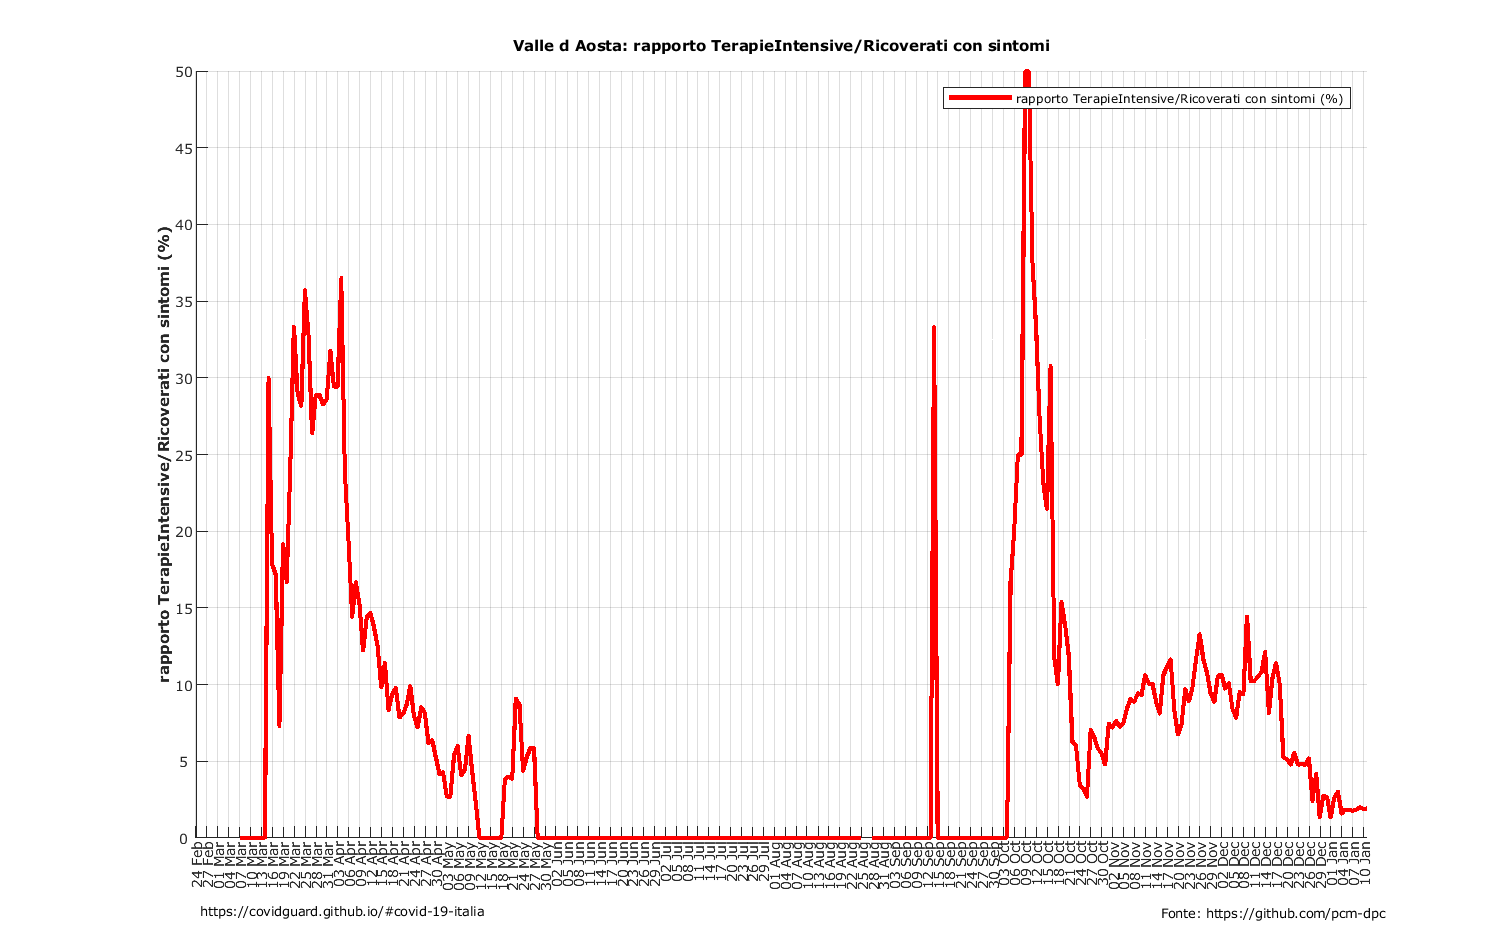 Valle d Aosta: rapporto TerapieIntensive/Ricoverati con sintomi
rapporto TerapieIntensive/Ricoverati con sintomi (%)
rapporto TerapieIntensive/Ricoverati con sintomi (%)
50
45
40
35
30
25
20
15
10
5
0
24 Feb
27 Feb
01 Mar
04 Mar
07 Mar
10 Mar
13 Mar
16 Mar
19 Mar
22 Mar
25 Mar
28 Mar
31 Mar
03 Apr
06 Apr
09 Apr
12 Apr
15 Apr
18 Apr
21 Apr
24 Apr
27 Apr
30 Apr
03 May
06 May
09 May
12 May
15 May
18 May
21 May
24 May
27 May
30 May
02 Jun
05 Jun
08 Jun
11 Jun
14 Jun
17 Jun
20 Jun
23 Jun
26 Jun
29 Jun
02 Jul
05 Jul
08 Jul
11 Jul
14 Jul
17 Jul
20 Jul
23 Jul
26 Jul
29 Jul
01 Aug
04 Aug
07 Aug
10 Aug
13 Aug
16 Aug
19 Aug
22 Aug
25 Aug
28 Aug
31 Aug
03 Sep
06 Sep
09 Sep
12 Sep
15 Sep
18 Sep
21 Sep
24 Sep
27 Sep
30 Sep
03 Oct
06 Oct
09 Oct
12 Oct
15 Oct
18 Oct
21 Oct
24 Oct
27 Oct
30 Oct
02 Nov
05 Nov
08 Nov
11 Nov
14 Nov
17 Nov
20 Nov
23 Nov
26 Nov
29 Nov
02 Dec
05 Dec
08 Dec
11 Dec
14 Dec
17 Dec
20 Dec
23 Dec
26 Dec
29 Dec
01 Jan
04 Jan
07 Jan
10 Jan
https://covidguard.github.io/#covid-19-italia
Fonte: https://github.com/pcm-dpc